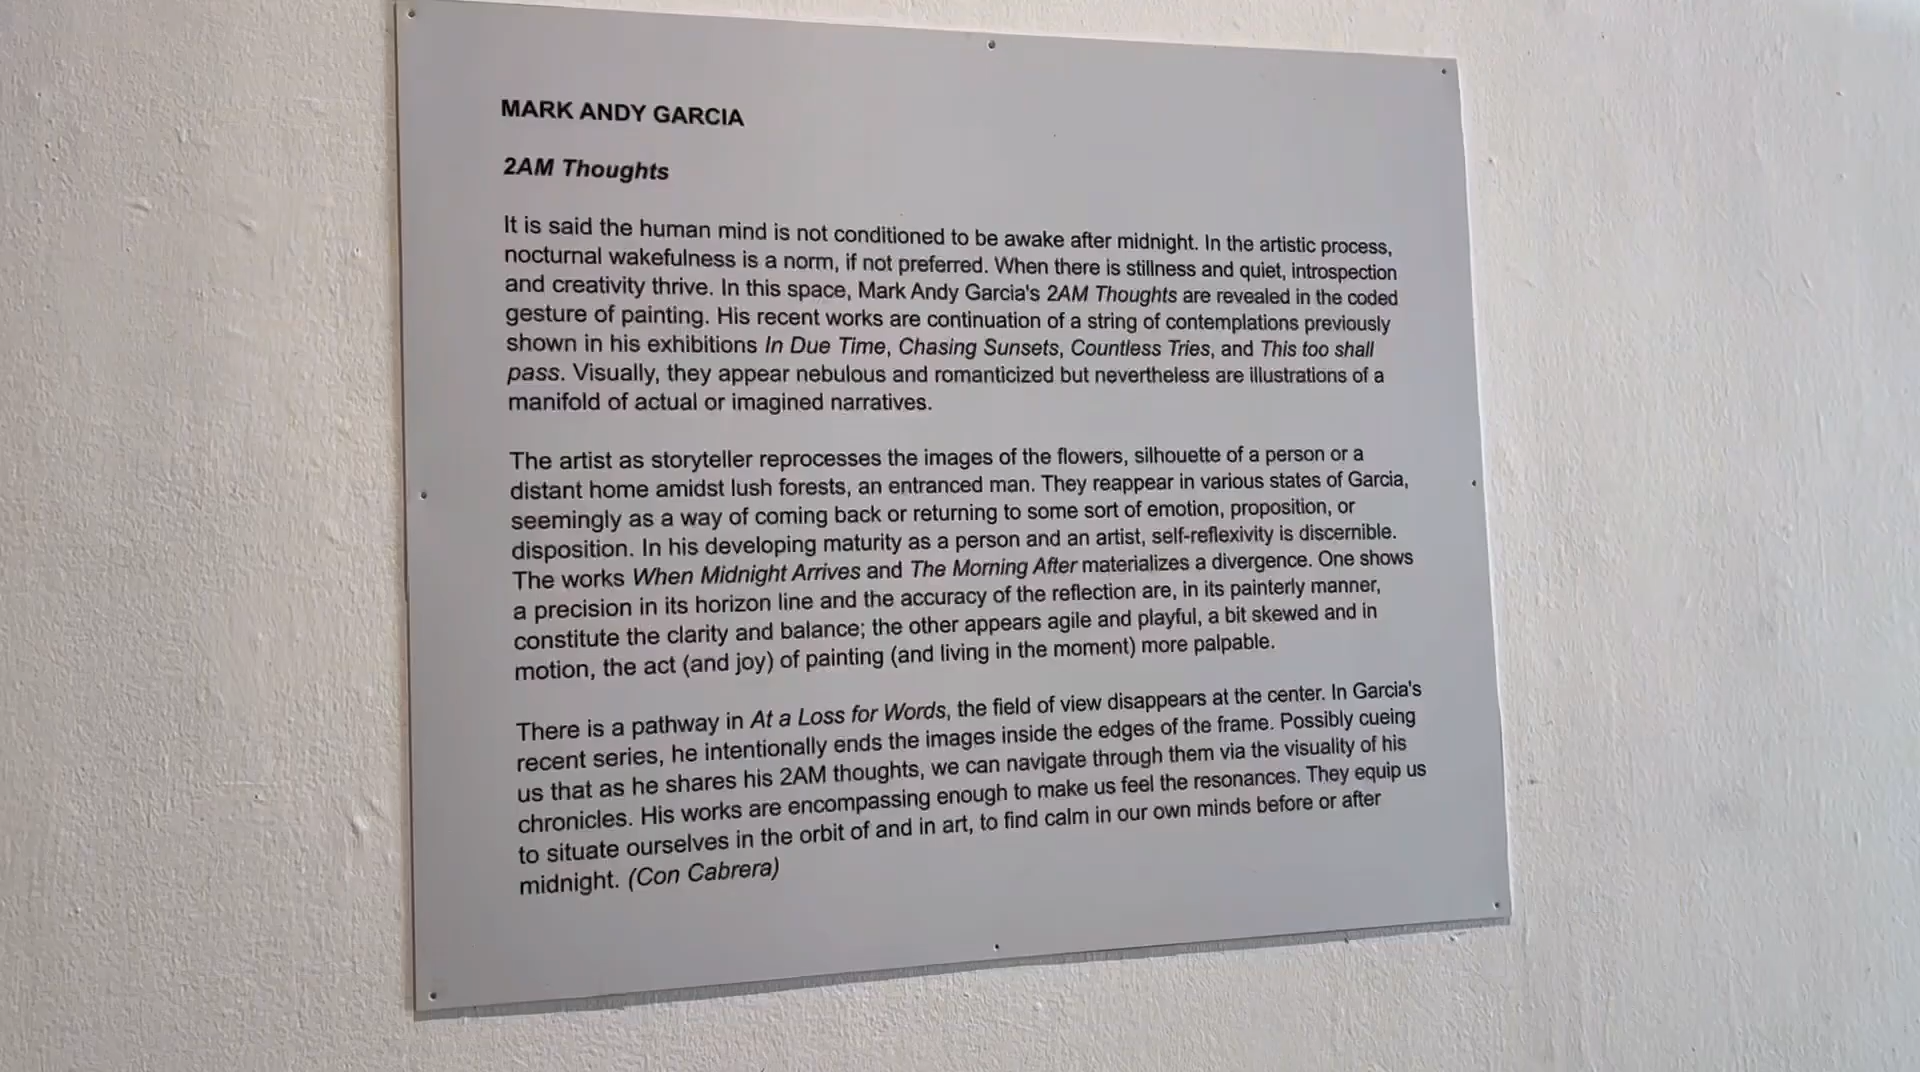 MARK ANDY GARCIA
2AM Thoughts
It is said the human mind is not conditioned to be awake after midnight. In the artistic process,
nocturnal wakefulness is a norm, if not preferred. When there is stillness and quiet, introspection
and creativity thrive. In this space, Mark Andy Garcia's 2AM Thoughts are revealed in the coded
gesture of painting. His recent works are continuation of a string of contemplations previously
shown in his exhibitions In Due Time, Chasing Sunsets, Countless Tries, and This too shall
pass. Visually, they appear nebulous and romanticized but nevertheless are illustrations of a
manifold of actual or imagined narratives.
The artist as storyteller reprocesses the images of the flowers, silhouette of a person or a
distant home amidst lush forests, an entranced man. They reappear in various states of Garcia,
seemingly as a way of coming back or returning to some sort of emotion, proposition, or
disposition. In his developing maturity as a person and an artist, self-reflexivity is discernible.
The works When Midnight Arrives and The Morning After materializes a divergence. One shows
a precision in its horizon line and the accuracy of the reflection are, in its painterly manner,
constitute the clarity and balance; the other appears agile and playful, a bit skewed and in
motion, the act (and joy) of painting (and living in the moment) more palpable.
There is a pathway in At a Loss for Words, the field of view disappears at the center. In Garcia's
recent series, he intentionally ends the images inside the edges of the frame. Possibly cueing
us that as he shares his 2AM thoughts, we can navigate through them via the visuality of his
chronicles. His works are encompassing enough to make us feel the resonances. They equip us
to situate ourselves in the orbit of and in art, to find calm in our own minds before or after
midnight. (Con Cabrera)